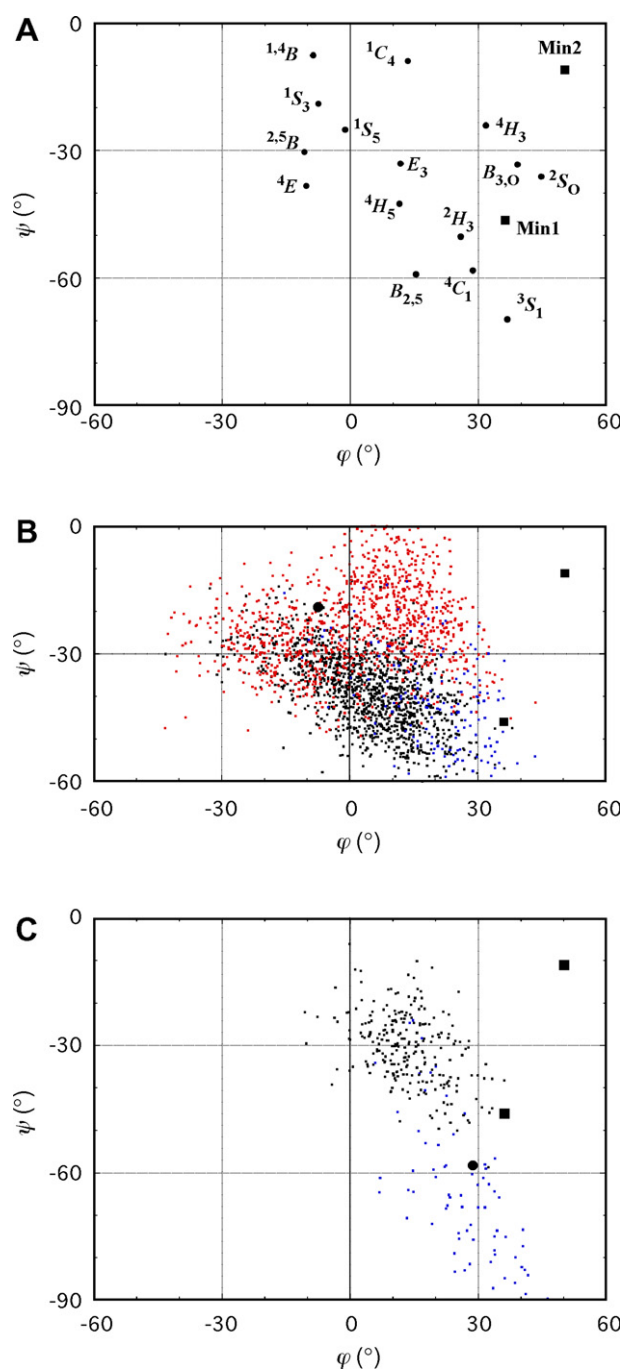 A
0
-30
-60
-90
ψ (°)
-60
-30
0
30
60
φ (°)
1,4B
1C4
Min2
1S3
1S5
4H3
2,5B
E3
B3,O
2SO
4E
4H5
2H3
Min1
B2,5
4C1
3S1
B
0
-30
-60
ψ (°)
-60
-30
0
30
60
φ (°)
C
0
-30
-60
-90
ψ (°)
-60
-30
0
30
60
φ (°)